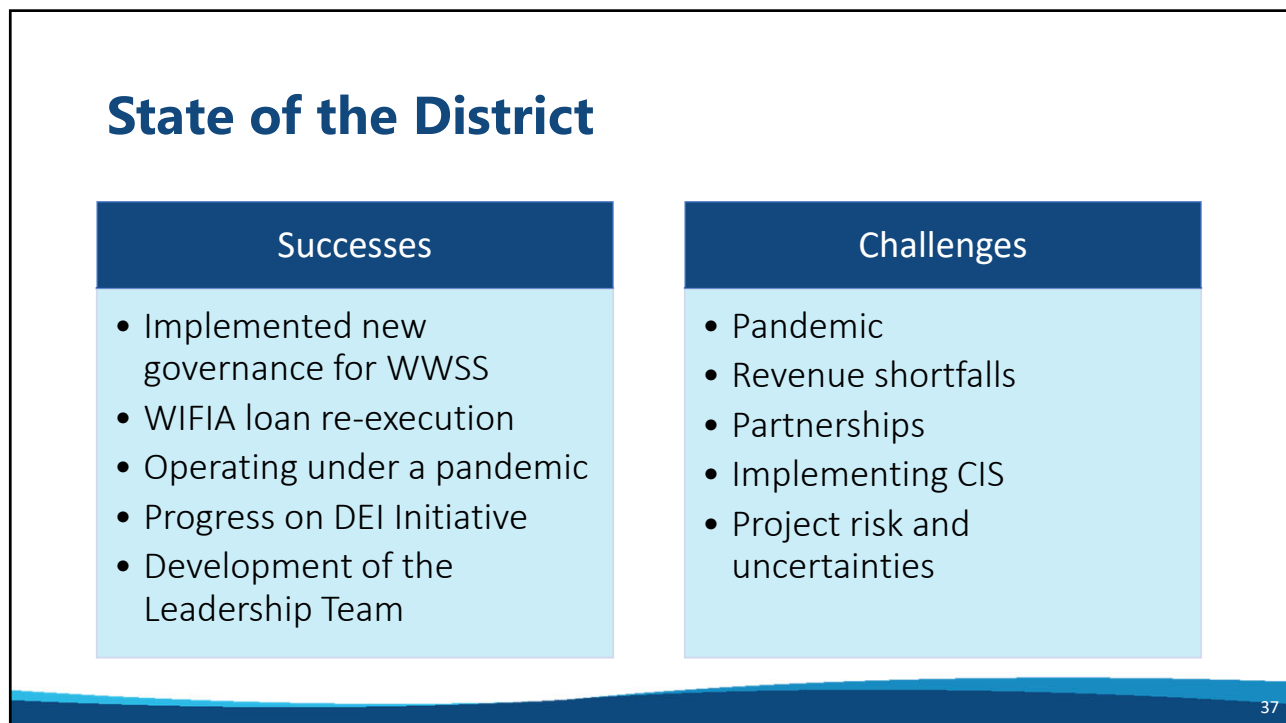 State of the District
Successes
• Implemented new
governance for WWSS
• WIFIA loan re-execution
• Operating under a pandemic
• Progress on DEI Initiative
• Development of the
Leadership Team
Challenges
• Pandemic
• Revenue shortfalls
• Partnerships
• Implementing CIS
• Project risk and
uncertainties
37